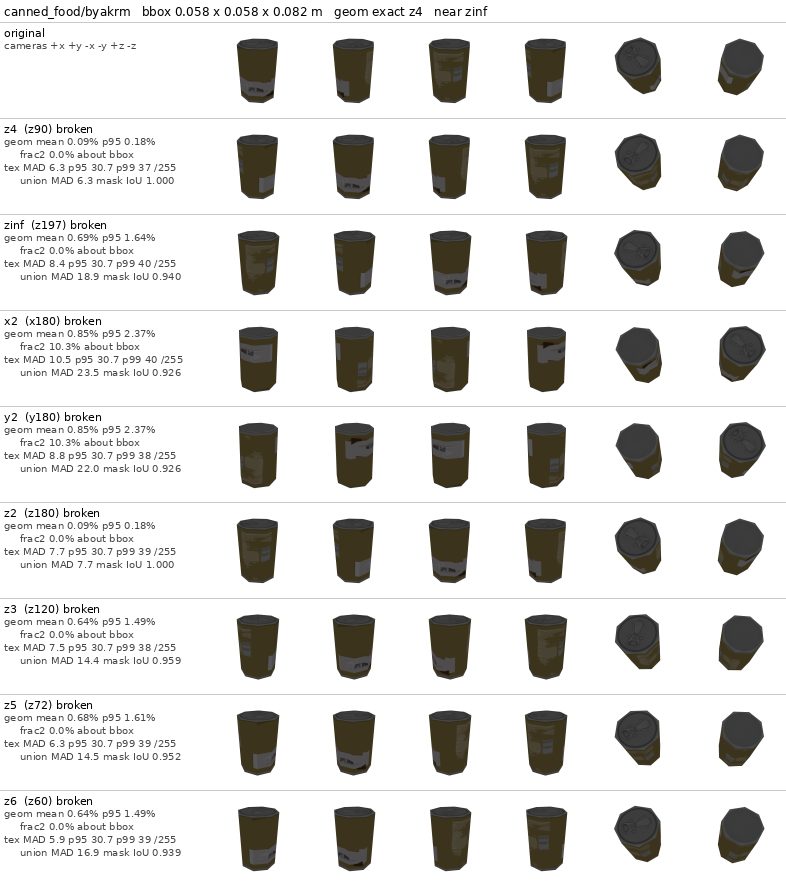 canned_food/byakrm   bbox 0.058 x 0.058 x 0.082 m   geom exact z4   near zinf
original
cameras +x +y -x -y +z -z
z4  (z90) broken
geom mean 0.09% p95 0.18%
frac2 0.0% about bbox
tex MAD 6.3 p95 30.7 p99 37 /255
union MAD 6.3 mask IoU 1.000
zinf  (z197) broken
geom mean 0.69% p95 1.64%
frac2 0.0% about bbox
tex MAD 8.4 p95 30.7 p99 40 /255
union MAD 18.9 mask IoU 0.940
x2  (x180) broken
geom mean 0.85% p95 2.37%
frac2 10.3% about bbox
tex MAD 10.5 p95 30.7 p99 40 /255
union MAD 23.5 mask IoU 0.926
y2  (y180) broken
geom mean 0.85% p95 2.37%
frac2 10.3% about bbox
tex MAD 8.8 p95 30.7 p99 38 /255
union MAD 22.0 mask IoU 0.926
z2  (z180) broken
geom mean 0.09% p95 0.18%
frac2 0.0% about bbox
tex MAD 7.7 p95 30.7 p99 39 /255
union MAD 7.7 mask IoU 1.000
z3  (z120) broken
geom mean 0.64% p95 1.49%
frac2 0.0% about bbox
tex MAD 7.5 p95 30.7 p99 38 /255
union MAD 14.4 mask IoU 0.959
z5  (z72) broken
geom mean 0.68% p95 1.61%
frac2 0.0% about bbox
tex MAD 6.3 p95 30.7 p99 39 /255
union MAD 14.5 mask IoU 0.952
z6  (z60) broken
geom mean 0.64% p95 1.49%
frac2 0.0% about bbox
tex MAD 5.9 p95 30.7 p99 39 /255
union MAD 16.9 mask IoU 0.939